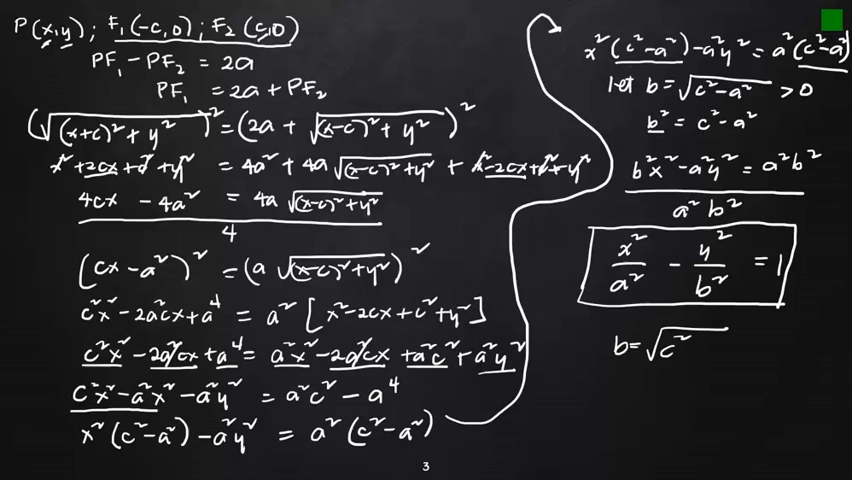 P(x,y) ; F₁(-c,0) ; F₂(c,0)
PF₁ - PF₂ = 2a
PF₁ = 2a + PF₂
(√((x+c)² + y²))² = (2a + √((x-c)² + y²))²
x² + 2cx + c² + y² = 4a² + 4a√((x-c)² + y²) + x² - 2cx + c² + y²
4cx - 4a² = 4a√((x-c)² + y²)
4
(cx - a²)² = (a√((x-c)² + y²))²
c²x² - 2a²cx + a⁴ = a²[x² - 2cx + c² + y²]
c²x² - 2a²cx + a⁴ = a²x² - 2a²cx + a²c² + a²y²
c²x² - a²x² - a²y² = a²c² - a⁴
x²(c² - a²) - a²y² = a²(c² - a²)
x²(c² - a²) - a²y² = a²(c² - a²)
let b = √(c² - a²) > 0
b² = c² - a²
b²x² - a²y² = a²b²
a²b²
x²/a² - y²/b² = 1
b = √c²
3